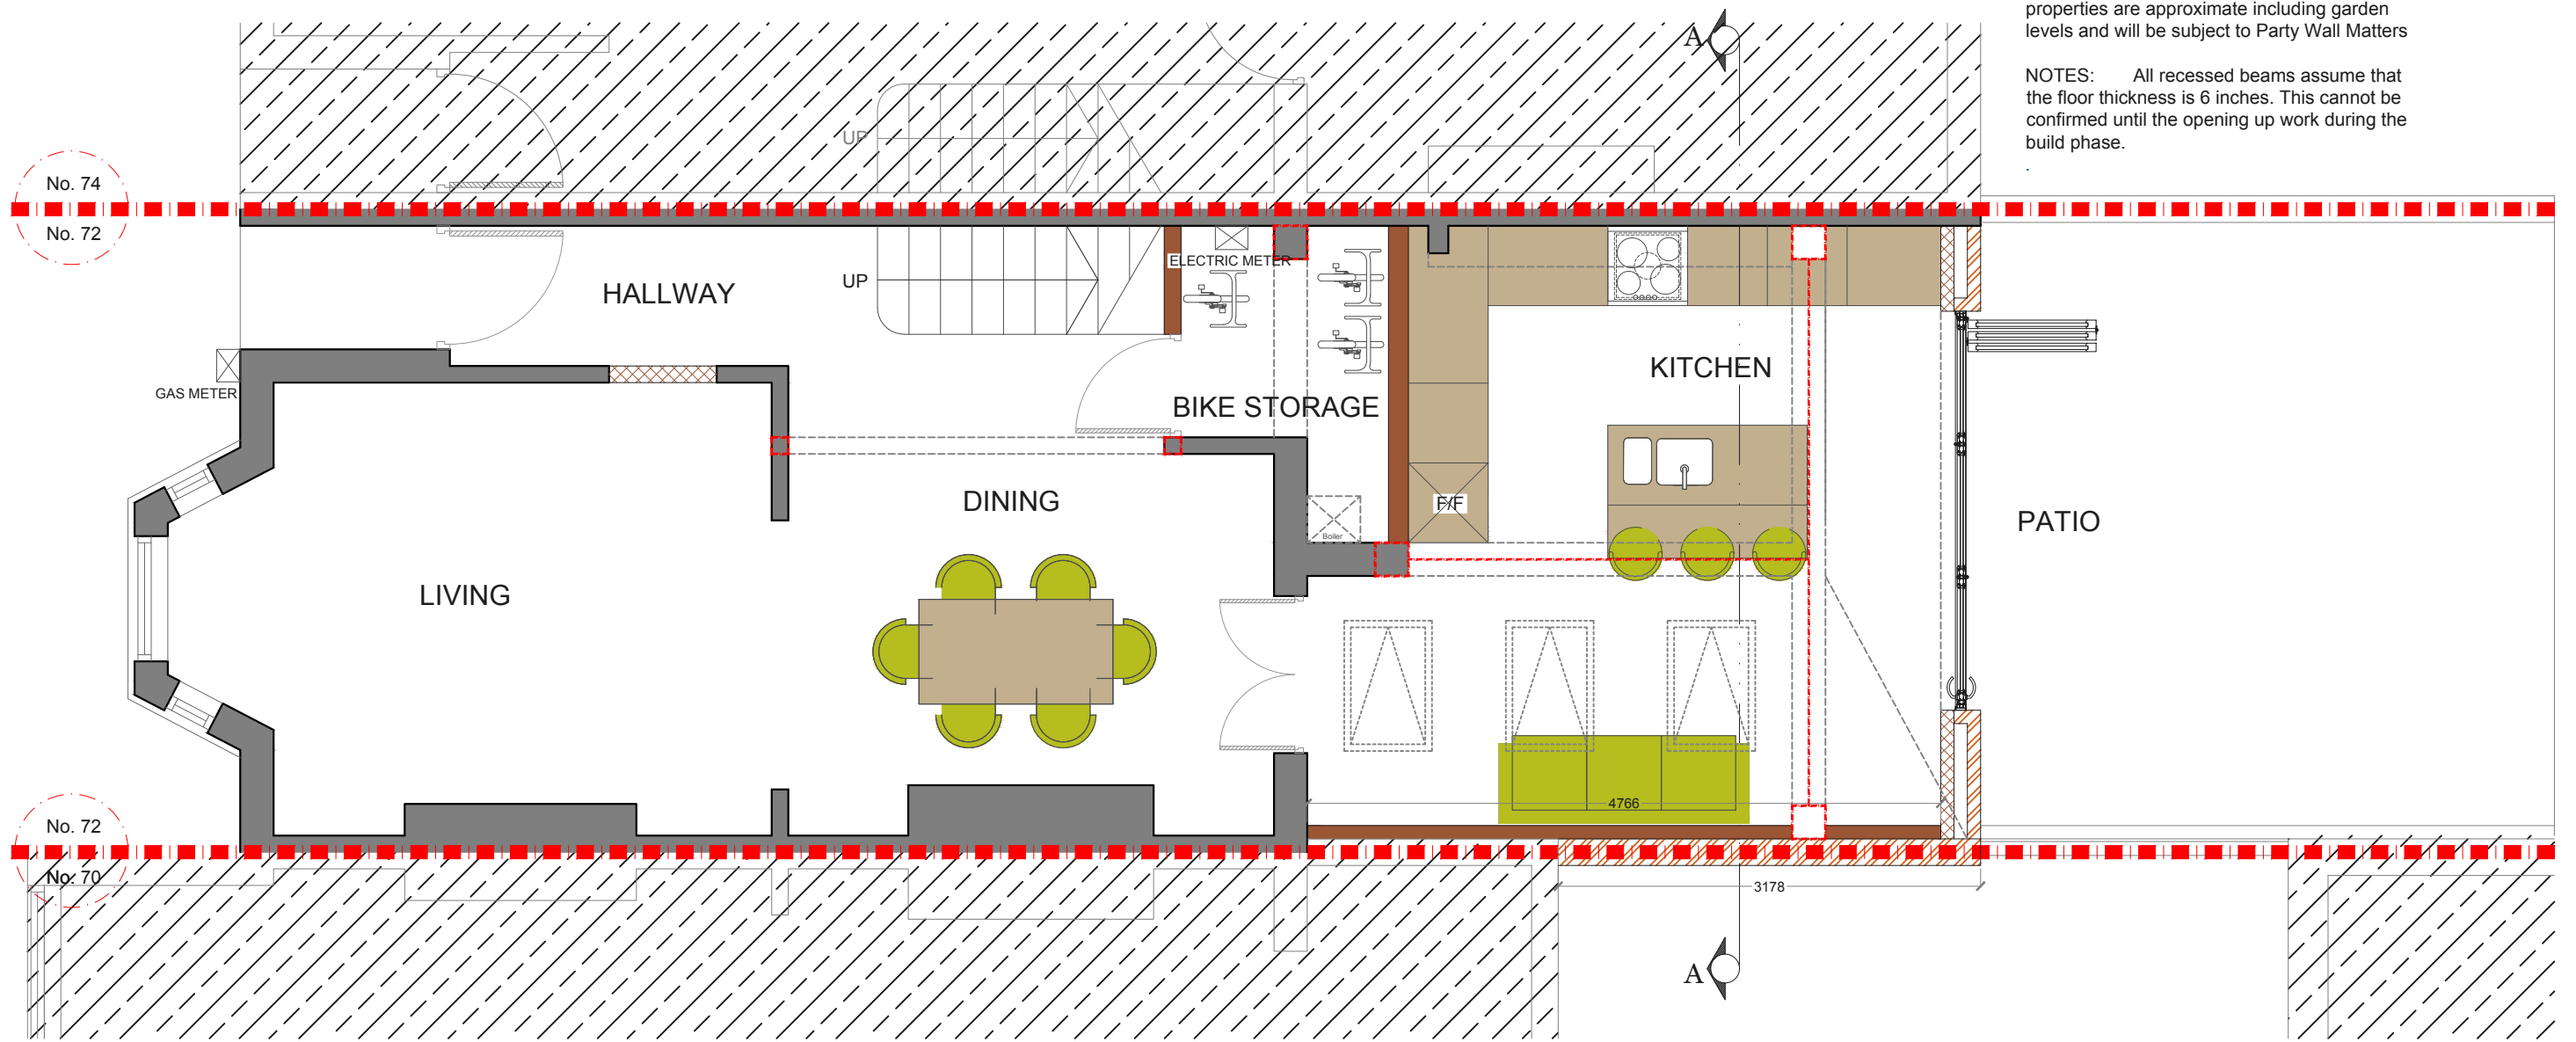 properties are approximate including garden
levels and will be subject to Party Wall Matters
NOTES: All recessed beams assume that
the floor thickness is 6 inches. This cannot be
confirmed until the opening up work during the
build phase.
.
A
UP
No. 74
No. 72
ELECTRIC METER
HALLWAY
UP
KITCHEN
GAS METER
BIKE STORAGE
DINING
F/F
PATIO
Boiler
LIVING
4766
No. 72
No. 70
3178
A